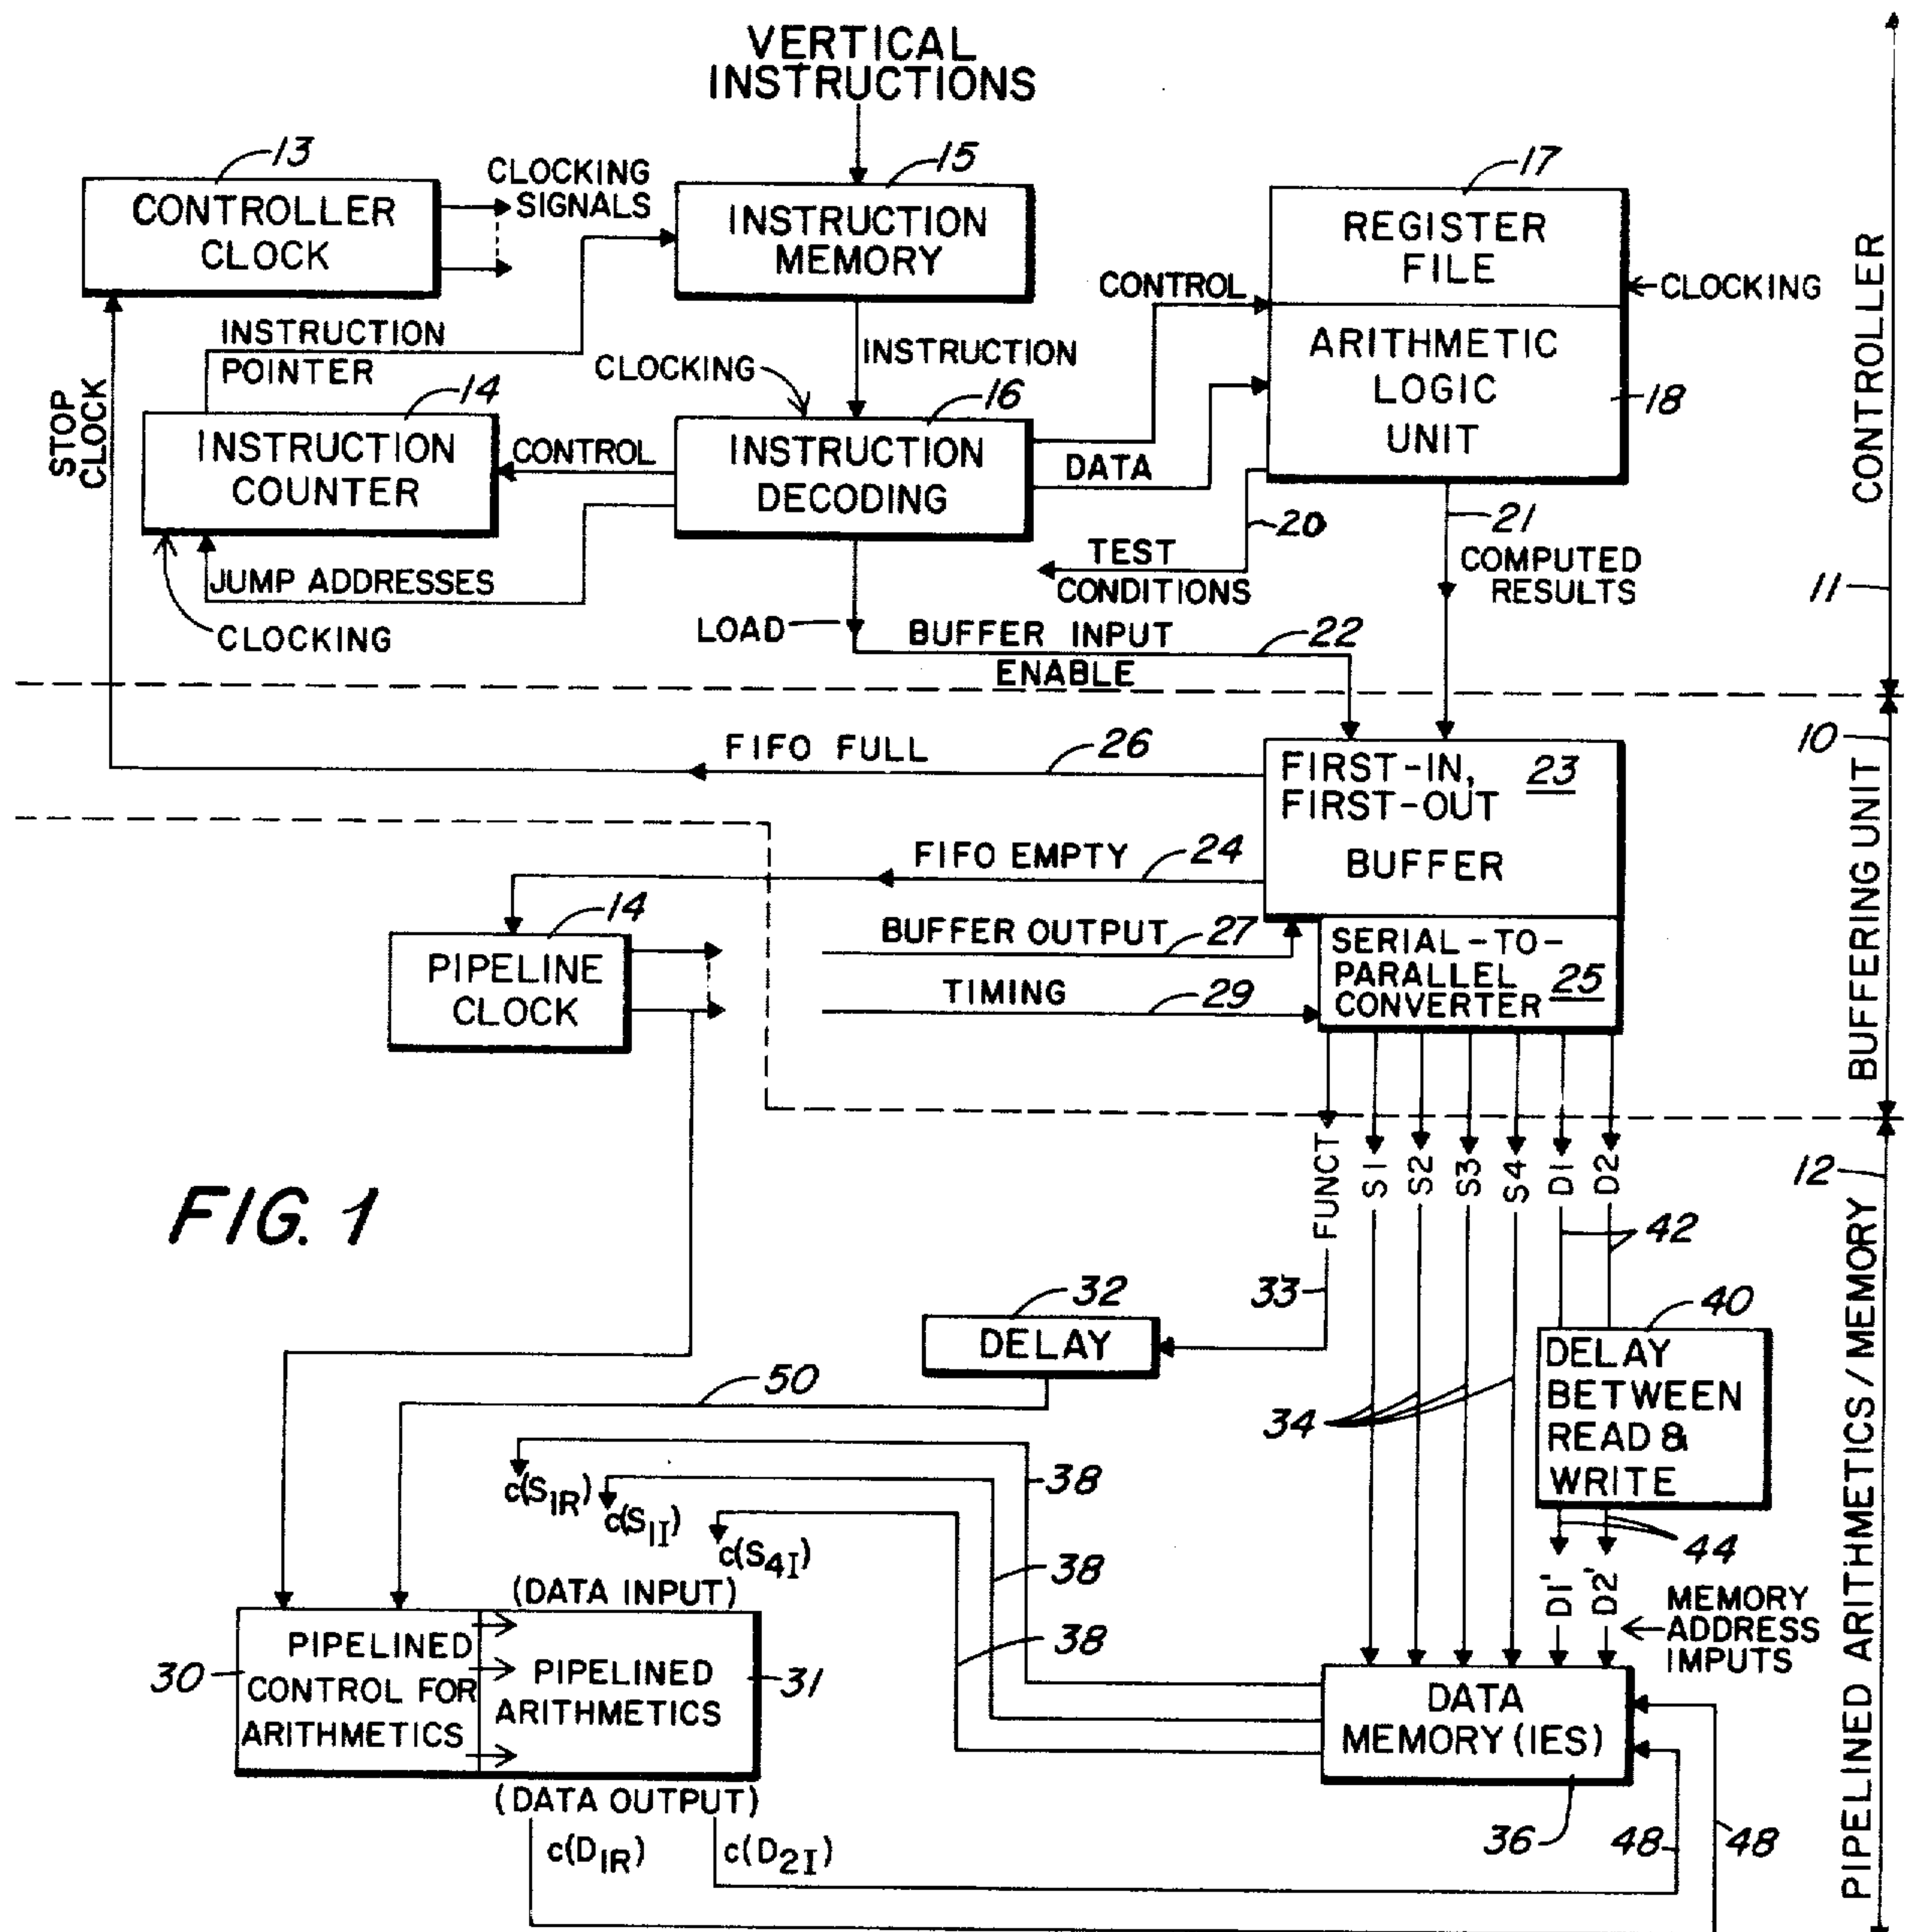 VERTICAL
INSTRUCTIONS
13
CONTROLLER
CLOCK
CLOCKING
SIGNALS
15
INSTRUCTION
MEMORY
17
REGISTER
FILE
CLOCKING
CONTROL
ARITHMETIC
LOGIC
UNIT
18
INSTRUCTION
POINTER
INSTRUCTION
CLOCKING
STOP
CLOCK
14
INSTRUCTION
COUNTER
CONTROL
16
INSTRUCTION
DECODING
DATA
20
TEST
CONDITIONS
21
COMPUTED
RESULTS
JUMP ADDRESSES
CLOCKING
LOAD
BUFFER INPUT
ENABLE
22
CONTROLLER
11
FIFO FULL
26
FIRST-IN,
FIRST-OUT
BUFFER
23
10
BUFFERING UNIT
FIFO EMPTY
24
14
PIPELINE
CLOCK
BUFFER OUTPUT
27
TIMING
29
SERIAL-TO-
PARALLEL
CONVERTER
25
FUNCT
S1
S2
S3
S4
D1
D2
12
PIPELINED ARITHMETICS/MEMORY
FIG. 1
42
33
32
DELAY
40
DELAY
BETWEEN
READ &
WRITE
50
34
38
c(S1R)
c(S1I)
c(S4I)
38
38
44
D1'
D2'
MEMORY
ADDRESS
IMPUTS
(DATA INPUT)
30
PIPELINED
CONTROL FOR
ARITHMETICS
PIPELINED
ARITHMETICS
31
(DATA OUTPUT)
DATA
MEMORY (IES)
36
48
48
c(D1R)
c(D2I)